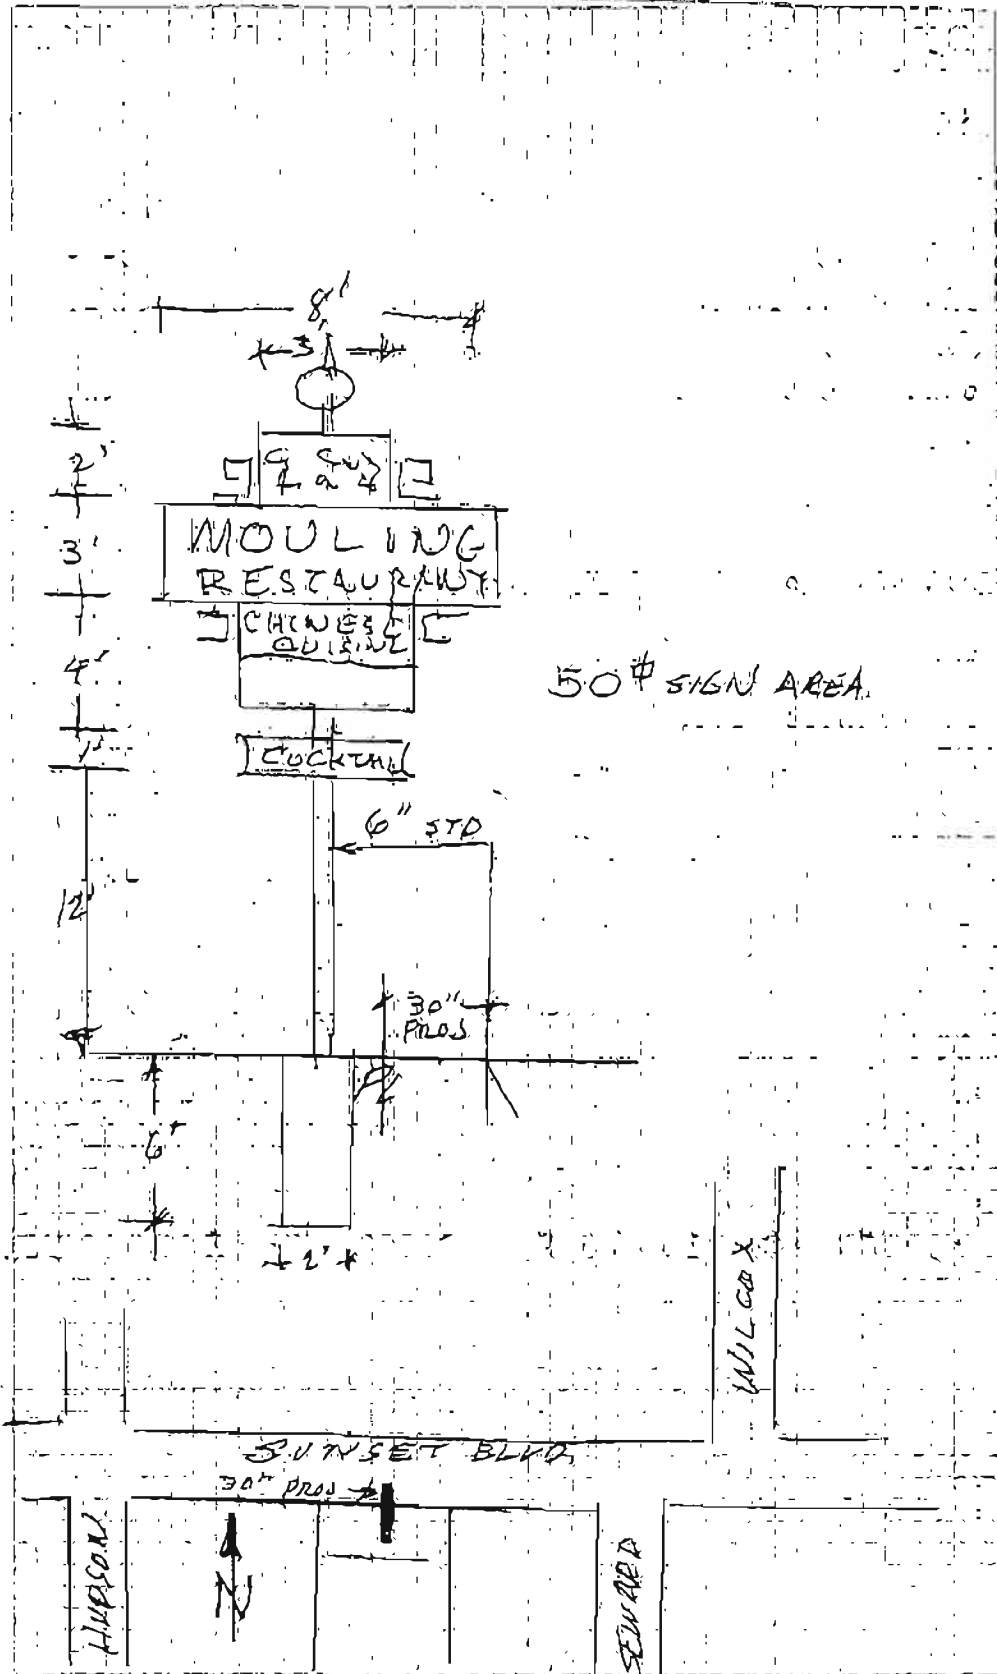 8'
3'
2'
3'
4'
1'
12'
MOULING
RESTAURANT
CHINESE
CUISINE
COCKTAIL
50# SIGN AREA
6" STD
30"
PROJ
6'
2'
WILCOX
SUNSET BLVD.
30" PROJ
HUDSON
N
SEWARD